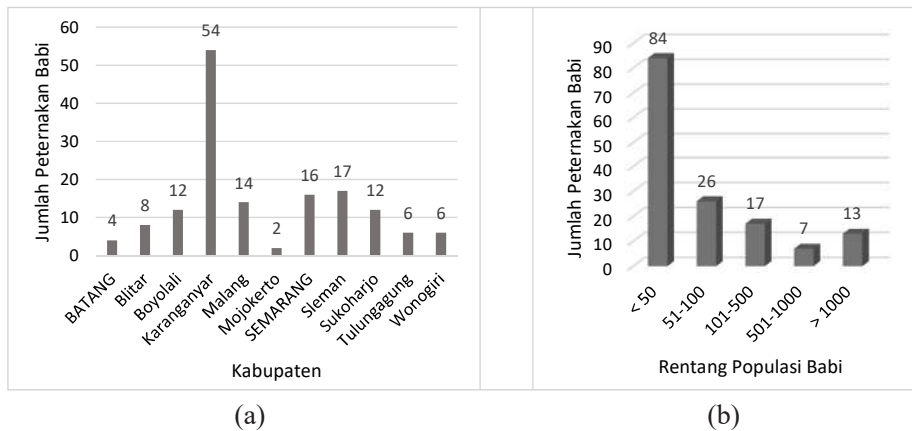 60
50
40
30
20
10
0
Jumlah Peternakan Babi
4
8
12
54
14
2
16
17
12
6
6
BATANG
Blitar
Boyolali
Karanganyar
Malang
Mojokerto
SEMARANG
Sleman
Sukoharjo
Tulungagung
Wonogiri
Kabupaten
(a)
90
80
70
60
50
40
30
20
10
0
Jumlah Peternakan Babi
84
26
17
7
13
< 50
51-100
101-500
501-1000
> 1000
Rentang Populasi Babi
(b)